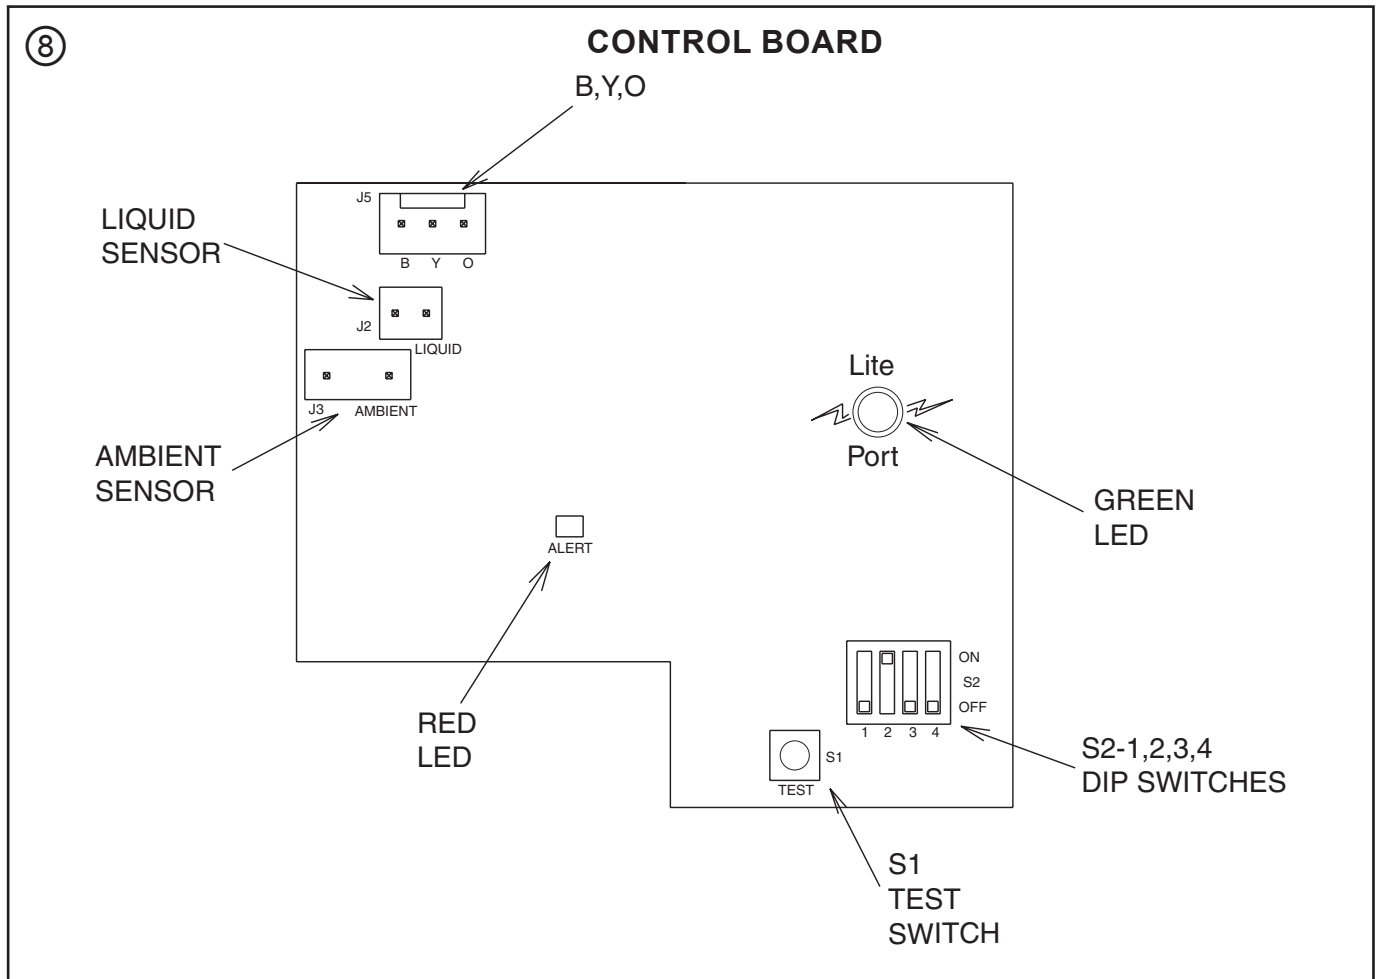 8
CONTROL BOARD
B,Y,O
J5
B Y O
LIQUID
SENSOR
J2
LIQUID
J3 AMBIENT
AMBIENT
SENSOR
Lite
Port
GREEN
LED
ALERT
RED
LED
ON
S2
OFF
1 2 3 4
S2-1,2,3,4
DIP SWITCHES
S1
TEST
S1
TEST
SWITCH